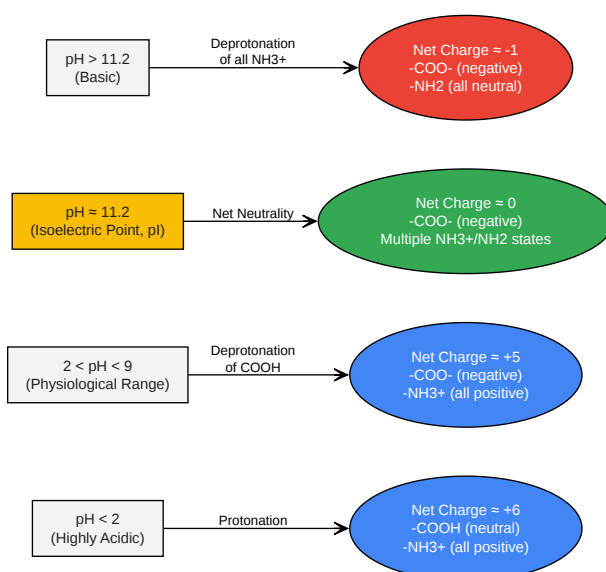 pH > 11.2
(Basic)
Deprotonation
of all NH3+
Net Charge ≈ -1
-COO- (negative)
-NH2 (all neutral)
pH ≈ 11.2
(Isoelectric Point, pI)
Net Neutrality
Net Charge ≈ 0
-COO- (negative)
Multiple NH3+/NH2 states
2 < pH < 9
(Physiological Range)
Deprotonation
of COOH
Net Charge ≈ +5
-COO- (negative)
-NH3+ (all positive)
pH < 2
(Highly Acidic)
Protonation
Net Charge ≈ +6
-COOH (neutral)
-NH3+ (all positive)